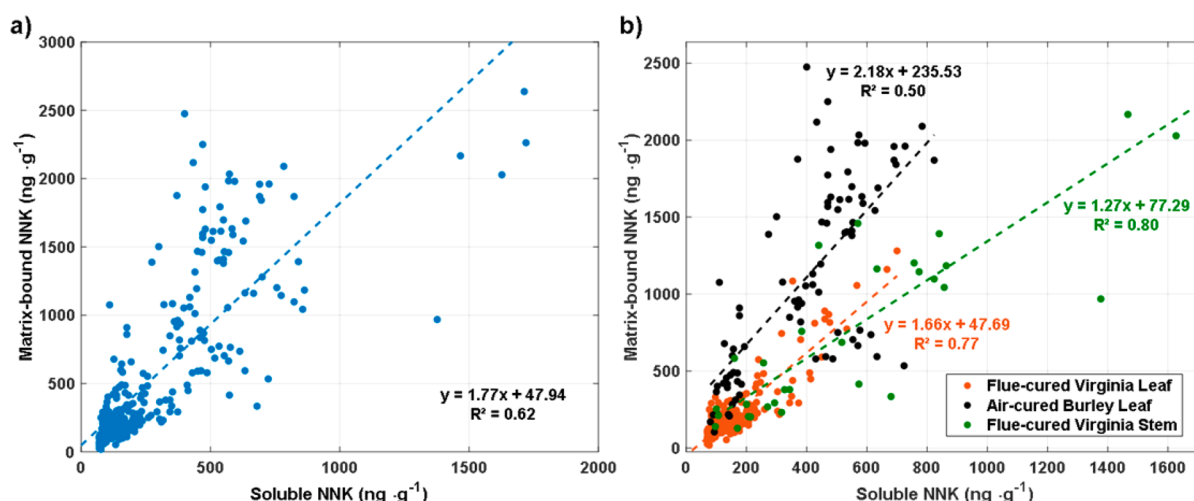 a)
Matrix-bound NNK (ng ·g⁻¹)
3000
2500
2000
1500
1000
500
0
y = 1.77x + 47.94
R² = 0.62
0 500 1000 1500 2000
Soluble NNK (ng ·g⁻¹)
b)
Matrix-bound NNK (ng ·g⁻¹)
2500
2000
1500
1000
500
0
y = 2.18x + 235.53
R² = 0.50
y = 1.27x + 77.29
R² = 0.80
y = 1.66x + 47.69
R² = 0.77
Flue-cured Virginia Leaf
Air-cured Burley Leaf
Flue-cured Virginia Stem
0 200 400 600 800 1000 1200 1400 1600
Soluble NNK (ng ·g⁻¹)